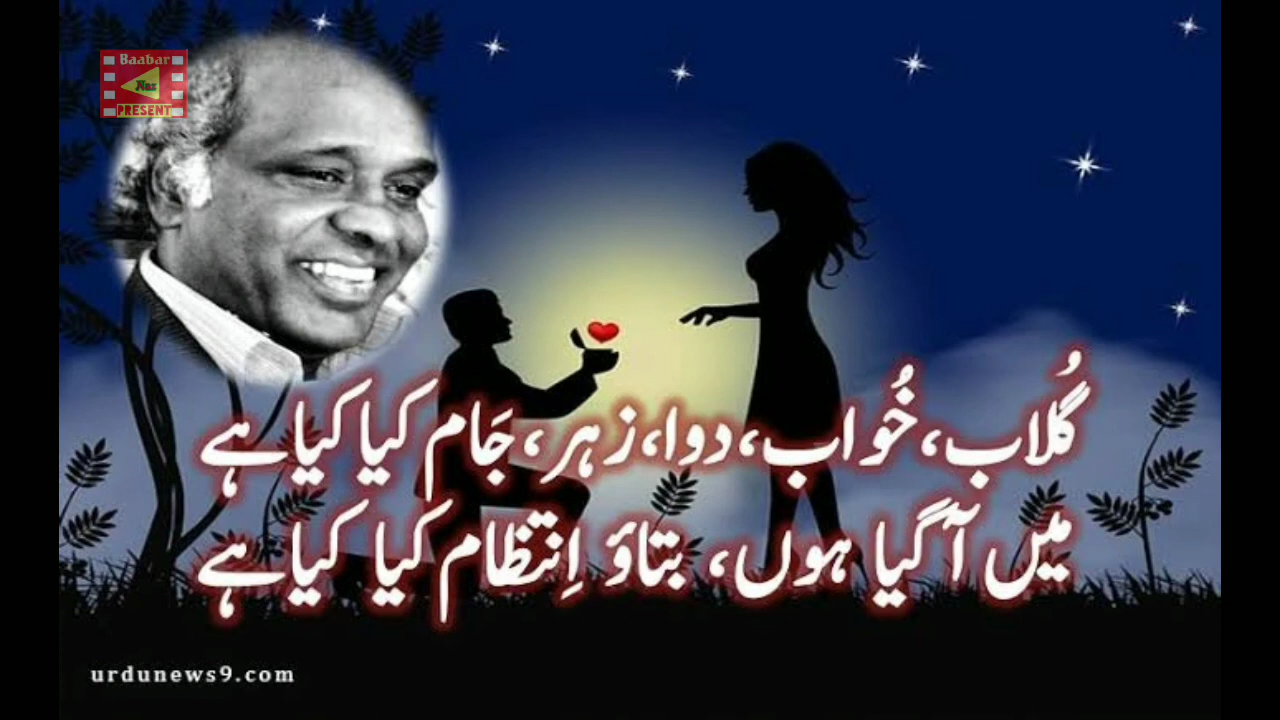 Baabar
Naz
PRESENT
گُلاب، خُواب، دوا، زہر، جَام کیا کیا ہے
میں آ گیا ہوں، بتاؤ اِنتظام کیا کیا ہے
urdunews9.com